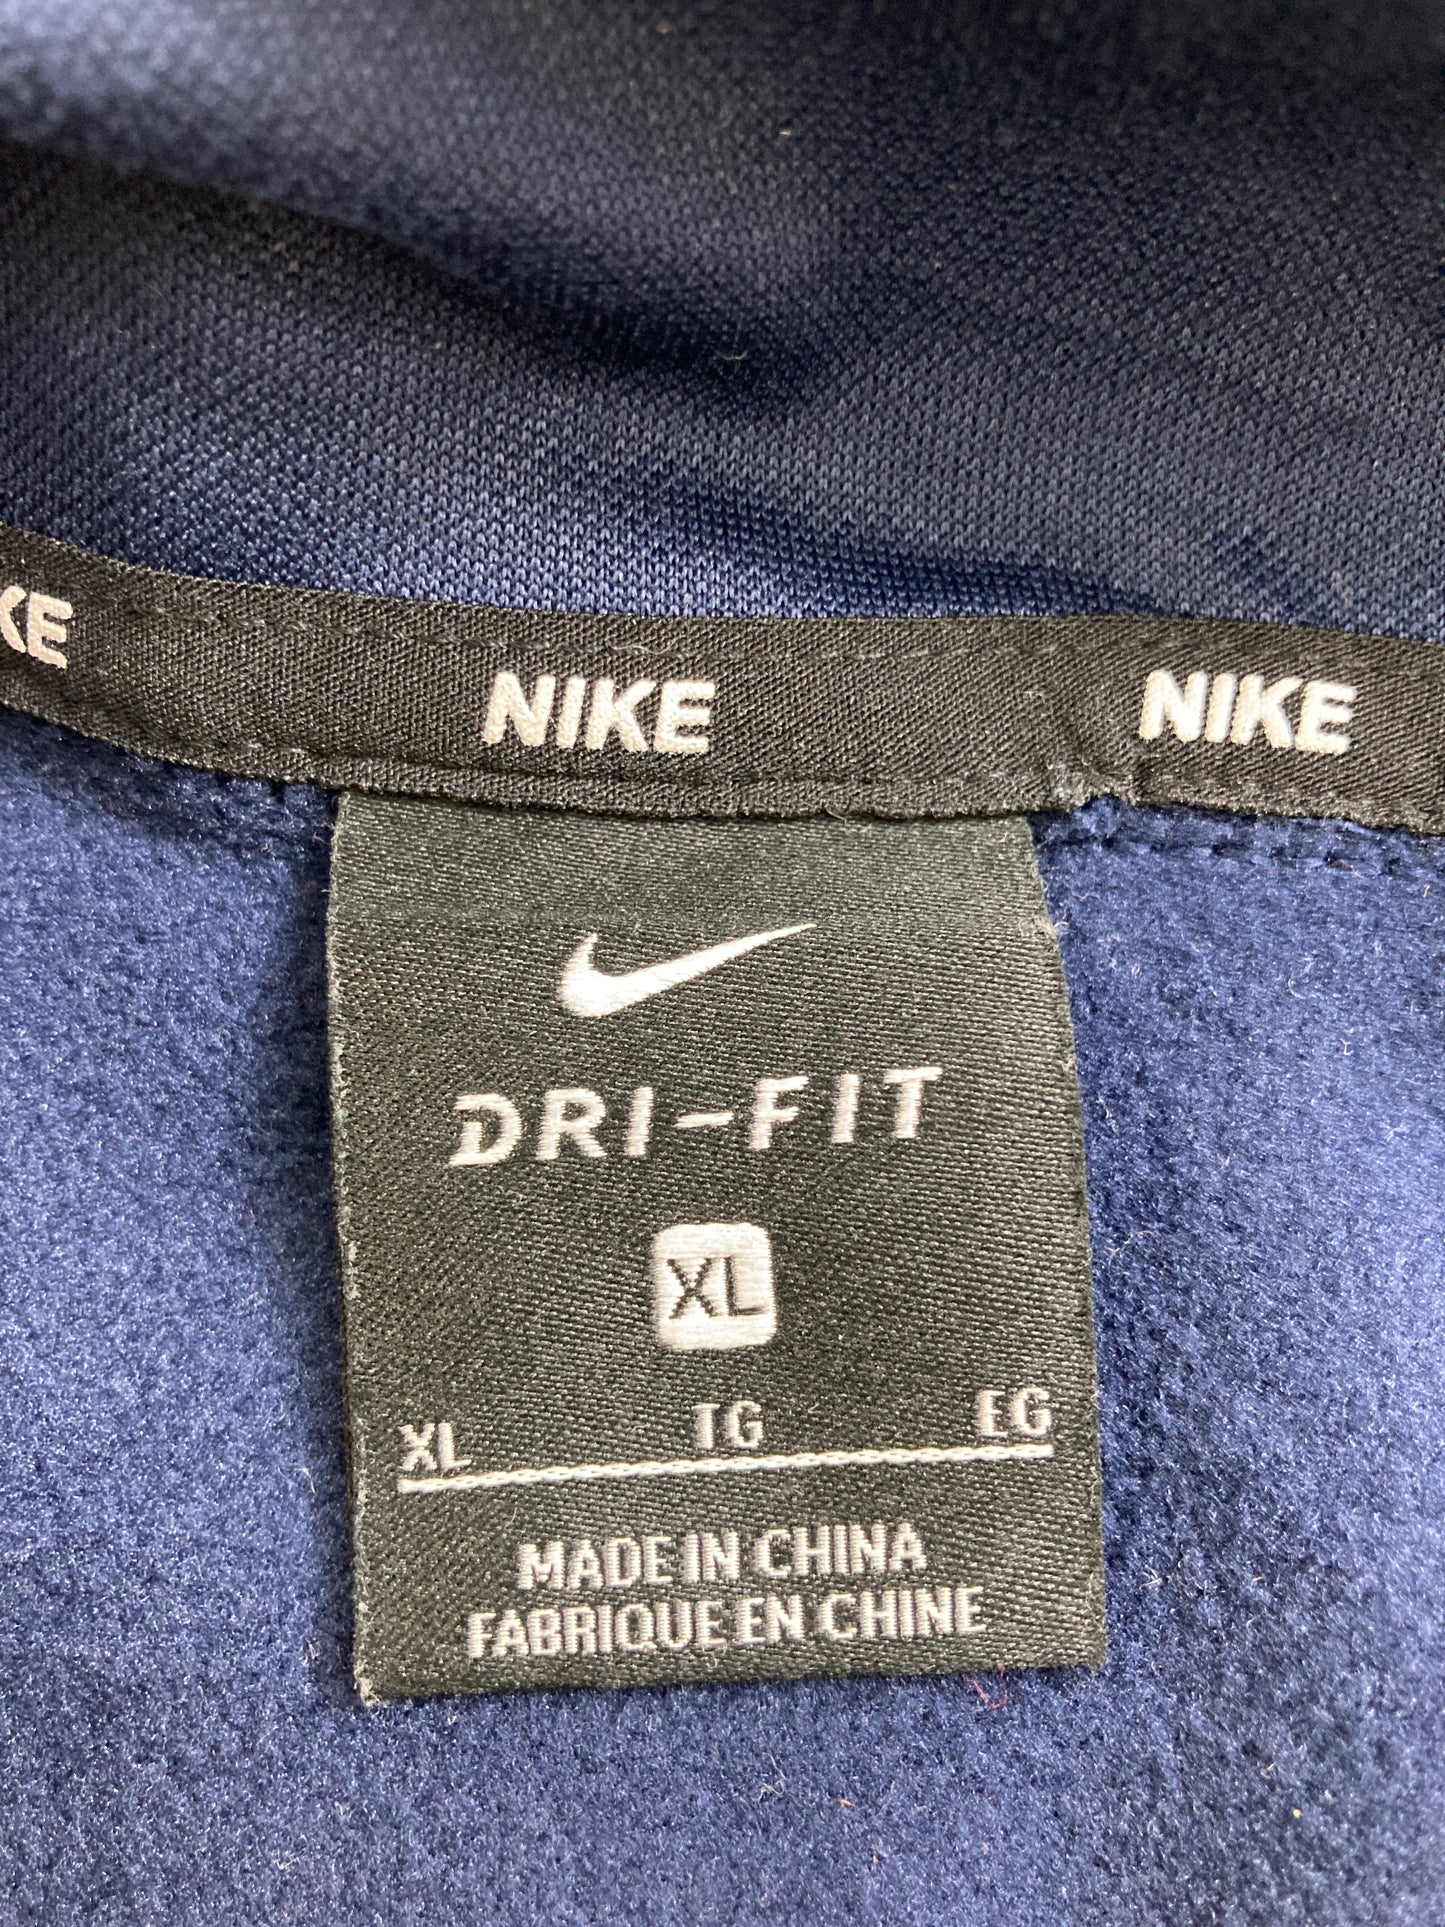 KE NIKE NIKE
DRI-FIT
XL
XL TG EG
MADE IN CHINA
FABRIQUE EN CHINE